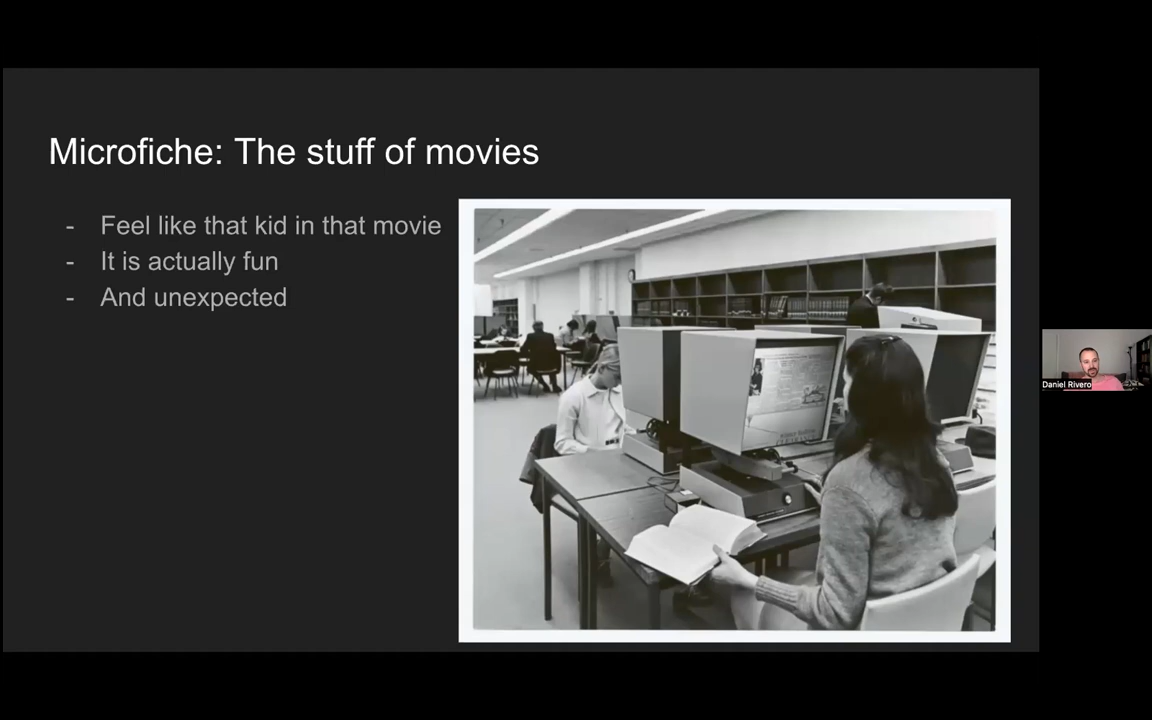 Microfiche: The stuff of movies
- Feel like that kid in that movie
- It is actually fun
- And unexpected
Daniel Rivero